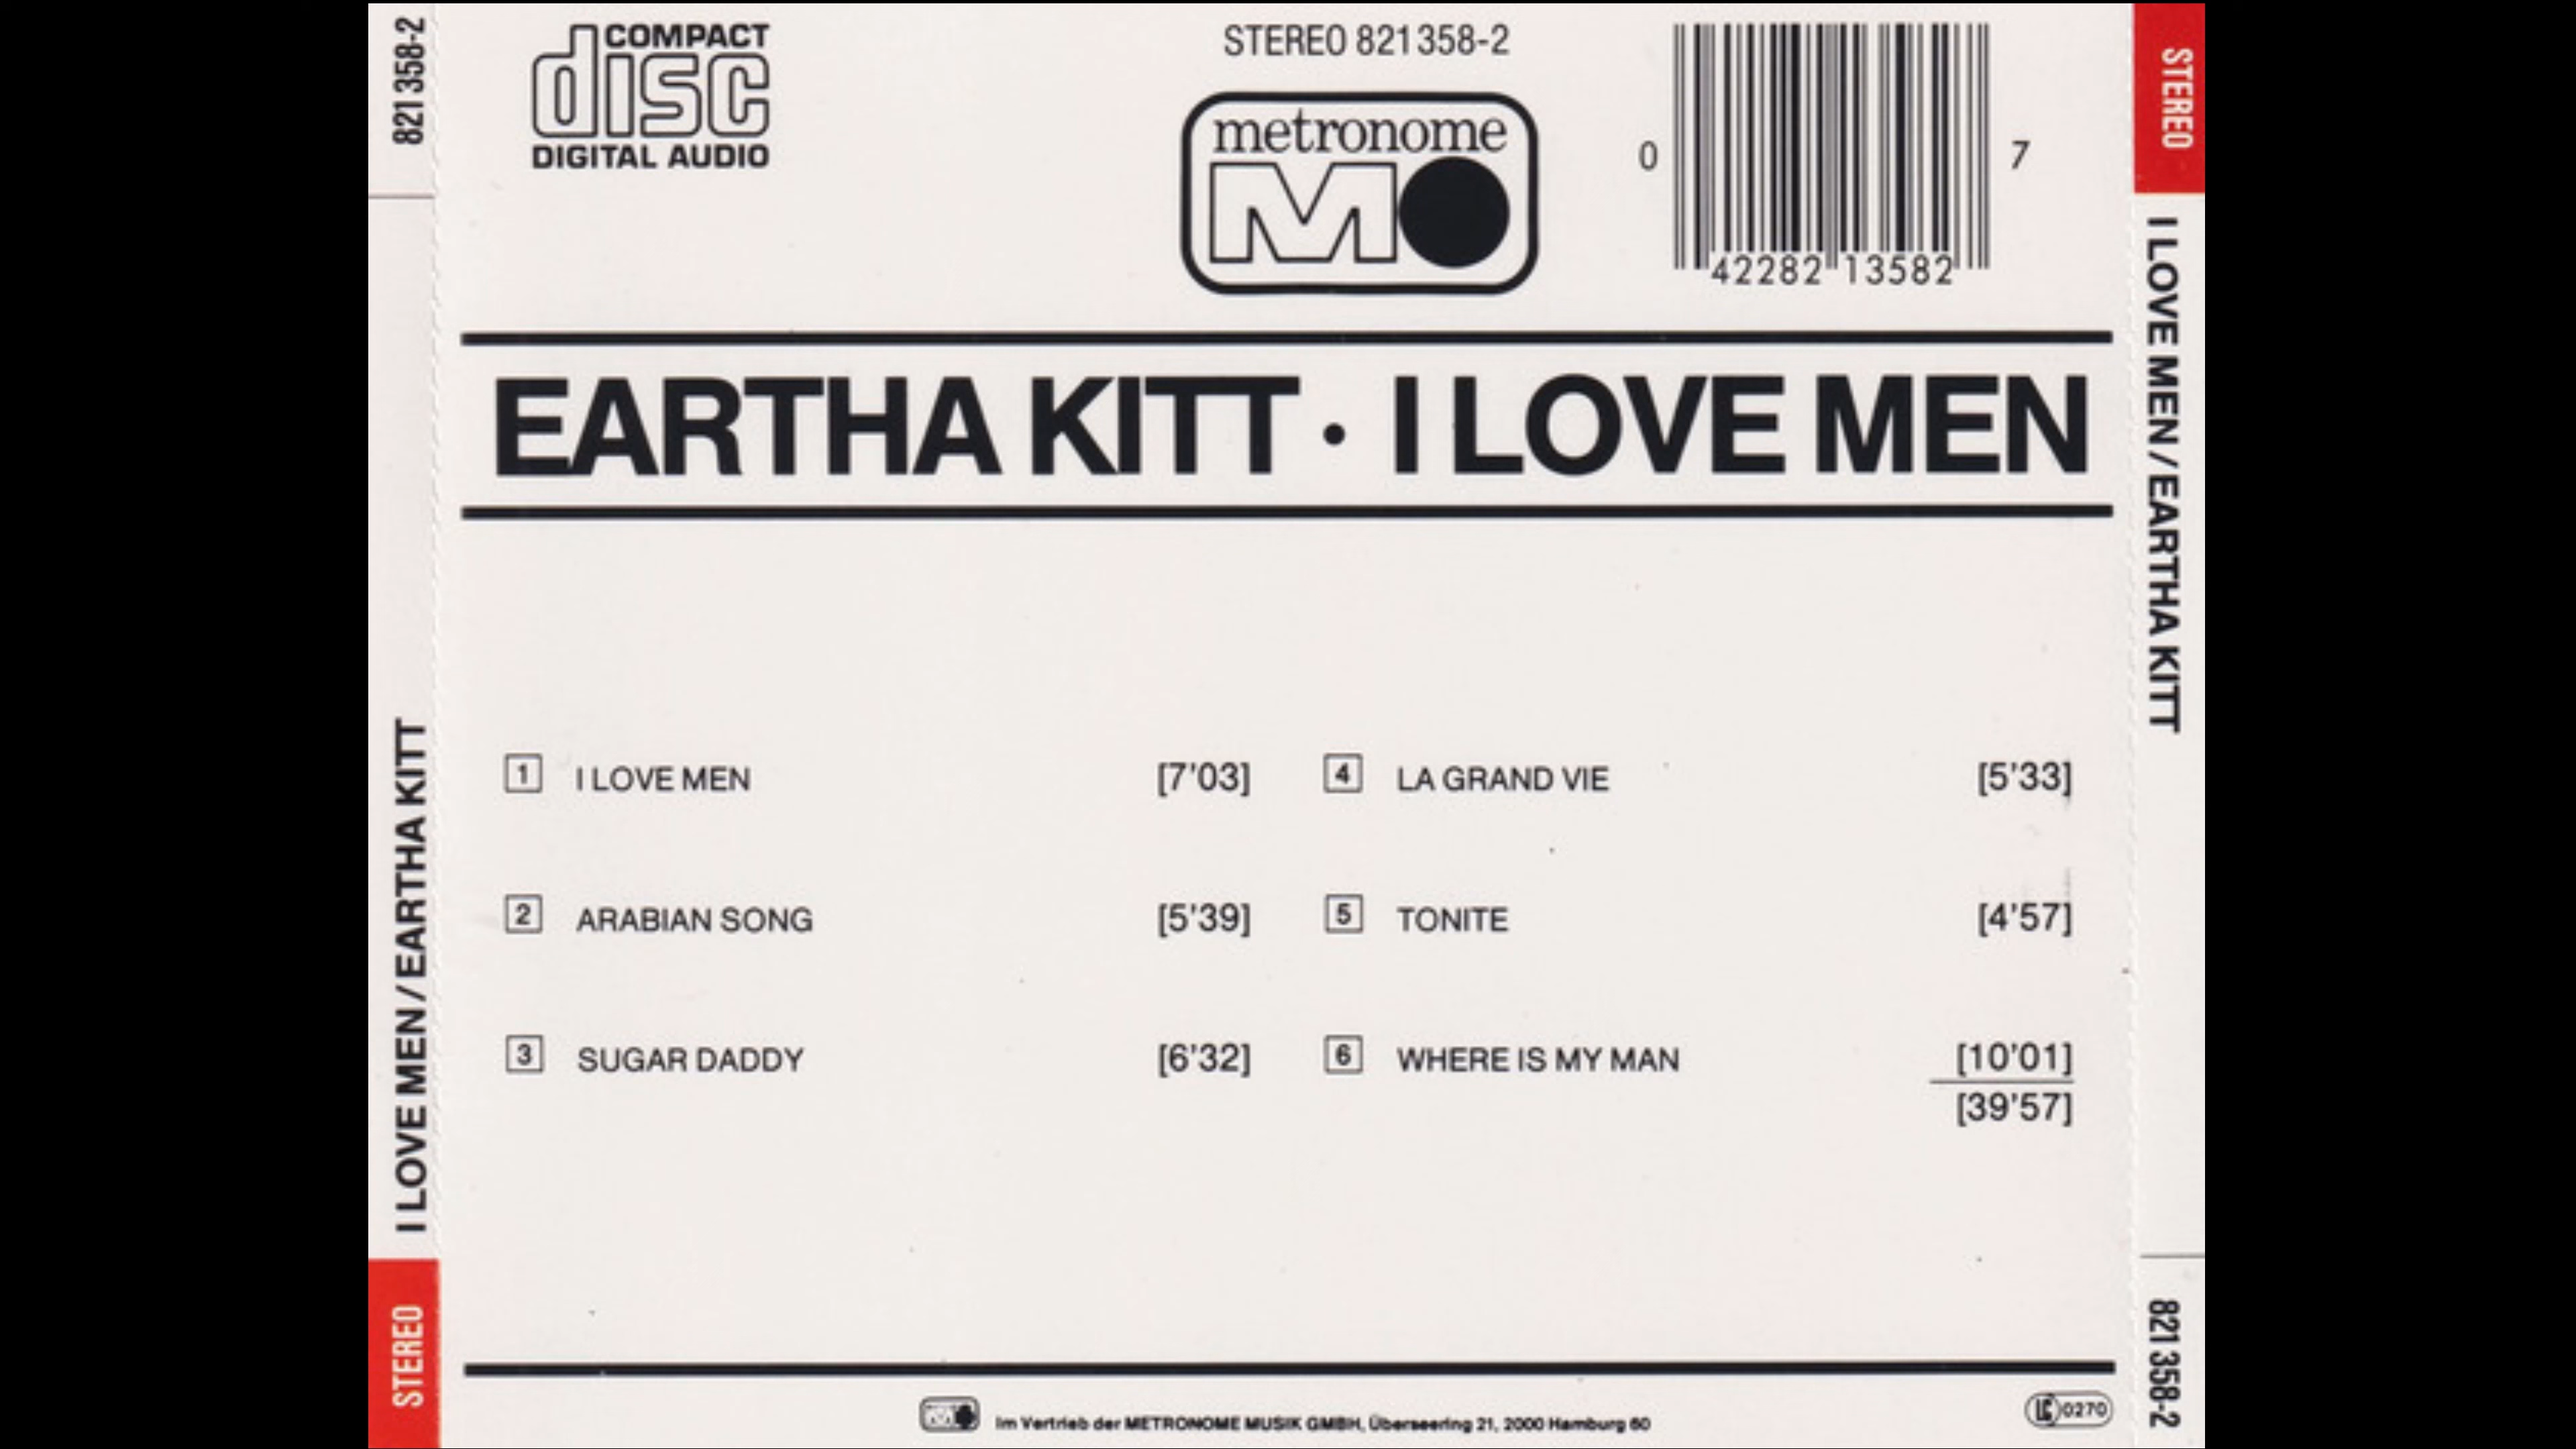 821 358-2
COMPACT
disc
DIGITAL AUDIO
STEREO 821 358-2
metronome
MO
0 42282 13582 7
STEREO
EARTHA KITT • I LOVE MEN
I LOVE MEN / EARTHA KITT
1 I LOVE MEN [7'03]
2 ARABIAN SONG [5'39]
3 SUGAR DADDY [6'32]
4 LA GRAND VIE [5'33]
5 TONITE [4'57]
6 WHERE IS MY MAN [10'01]
[39'57]
I LOVE MEN / EARTHA KITT
STEREO
Im Vertrieb der METRONOME MUSIK GMBH, Überseering 21, 2000 Hamburg 60
LC 0270
821 358-2